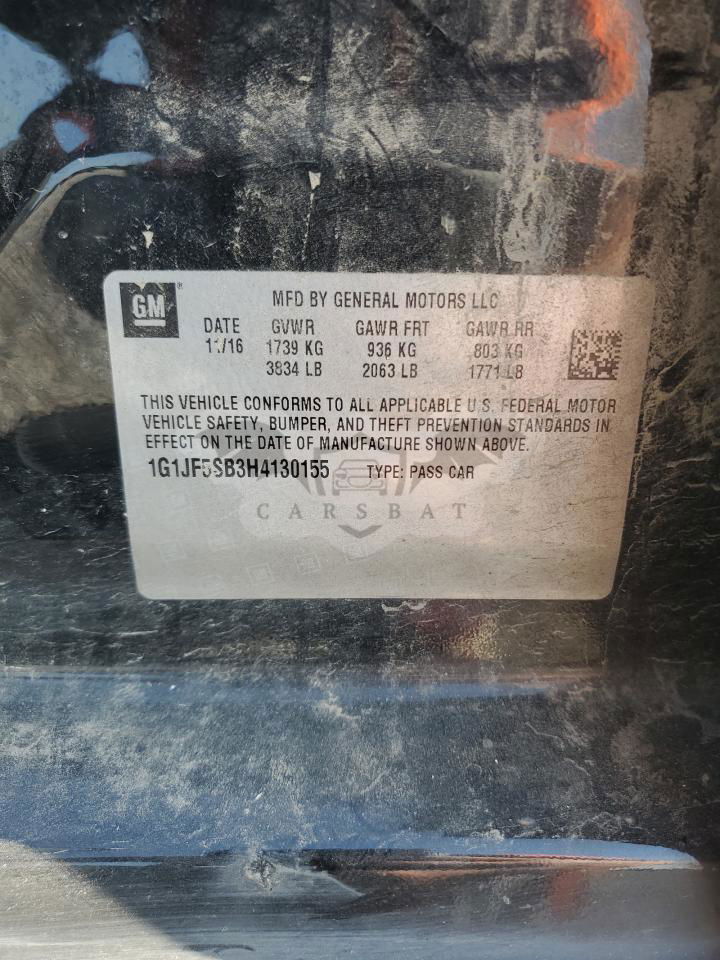 GM
MFD BY GENERAL MOTORS LLC
DATE GVWR GAWR FRT GAWR RR
11/16 1739 KG 936 KG 803 KG
3834 LB 2063 LB 1771 LB
THIS VEHICLE CONFORMS TO ALL APPLICABLE U.S. FEDERAL MOTOR
VEHICLE SAFETY, BUMPER, AND THEFT PREVENTION STANDARDS IN
EFFECT ON THE DATE OF MANUFACTURE SHOWN ABOVE.
1G1JF5SB3H4130155 TYPE: PASS CAR
CARSBAT